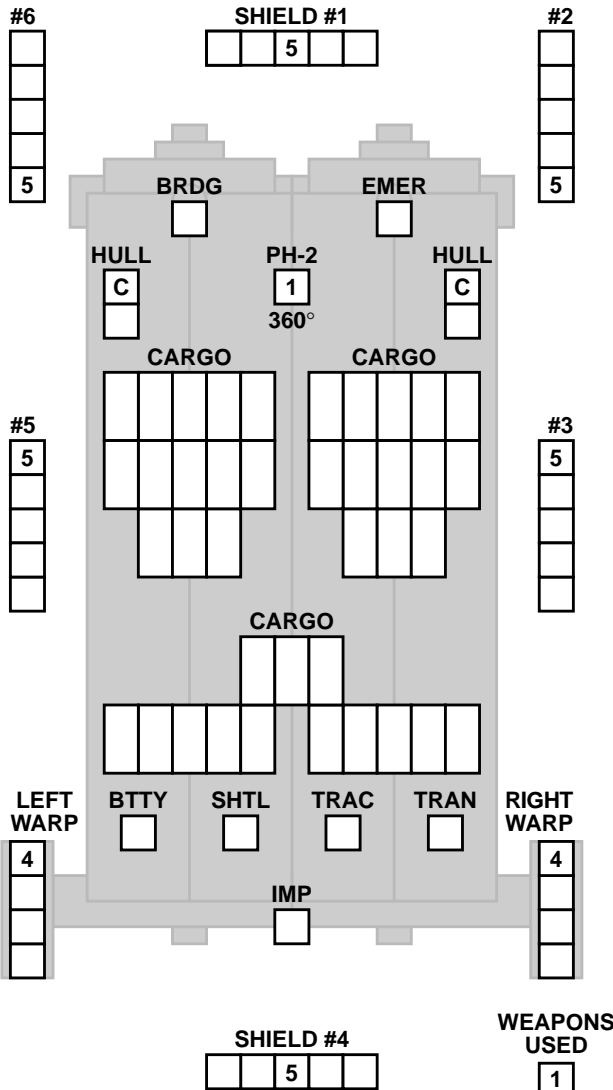 #6 SHIELD #1 #2
5
5 5
BRDG EMER
HULL PH-2 HULL
C 1 C
360°
CARGO CARGO
#5 #3
5 5
CARGO
LEFT WARP
BTTY SHTL TRAC TRAN
RIGHT WARP
4 4
IMP
SHIELD #4
5
WEAPONS USED
1